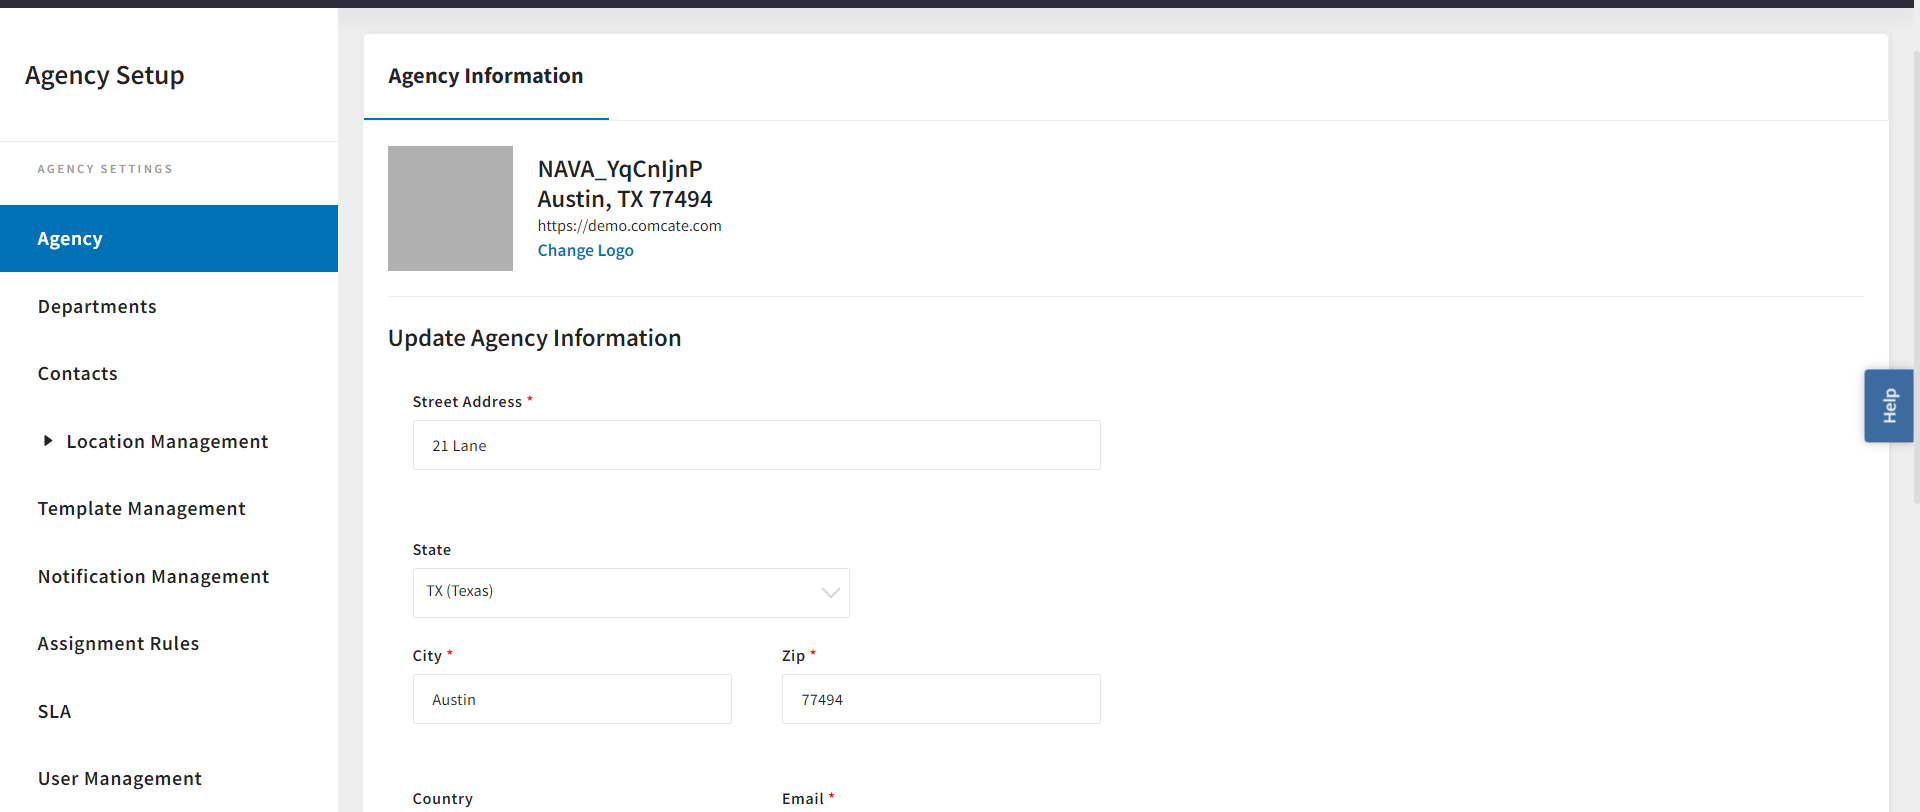 Agency Setup
AGENCY SETTINGS
Agency
Departments
Contacts
Location Management
Template Management
Notification Management
Assignment Rules
SLA
User Management
Agency Information
NAVA_YqCnIjnP
Austin, TX 77494
https://demo.comcate.com
Change Logo
Update Agency Information
Street Address *
21 Lane
State
TX (Texas)
City * Zip *
Austin 77494
Country Email *
Help